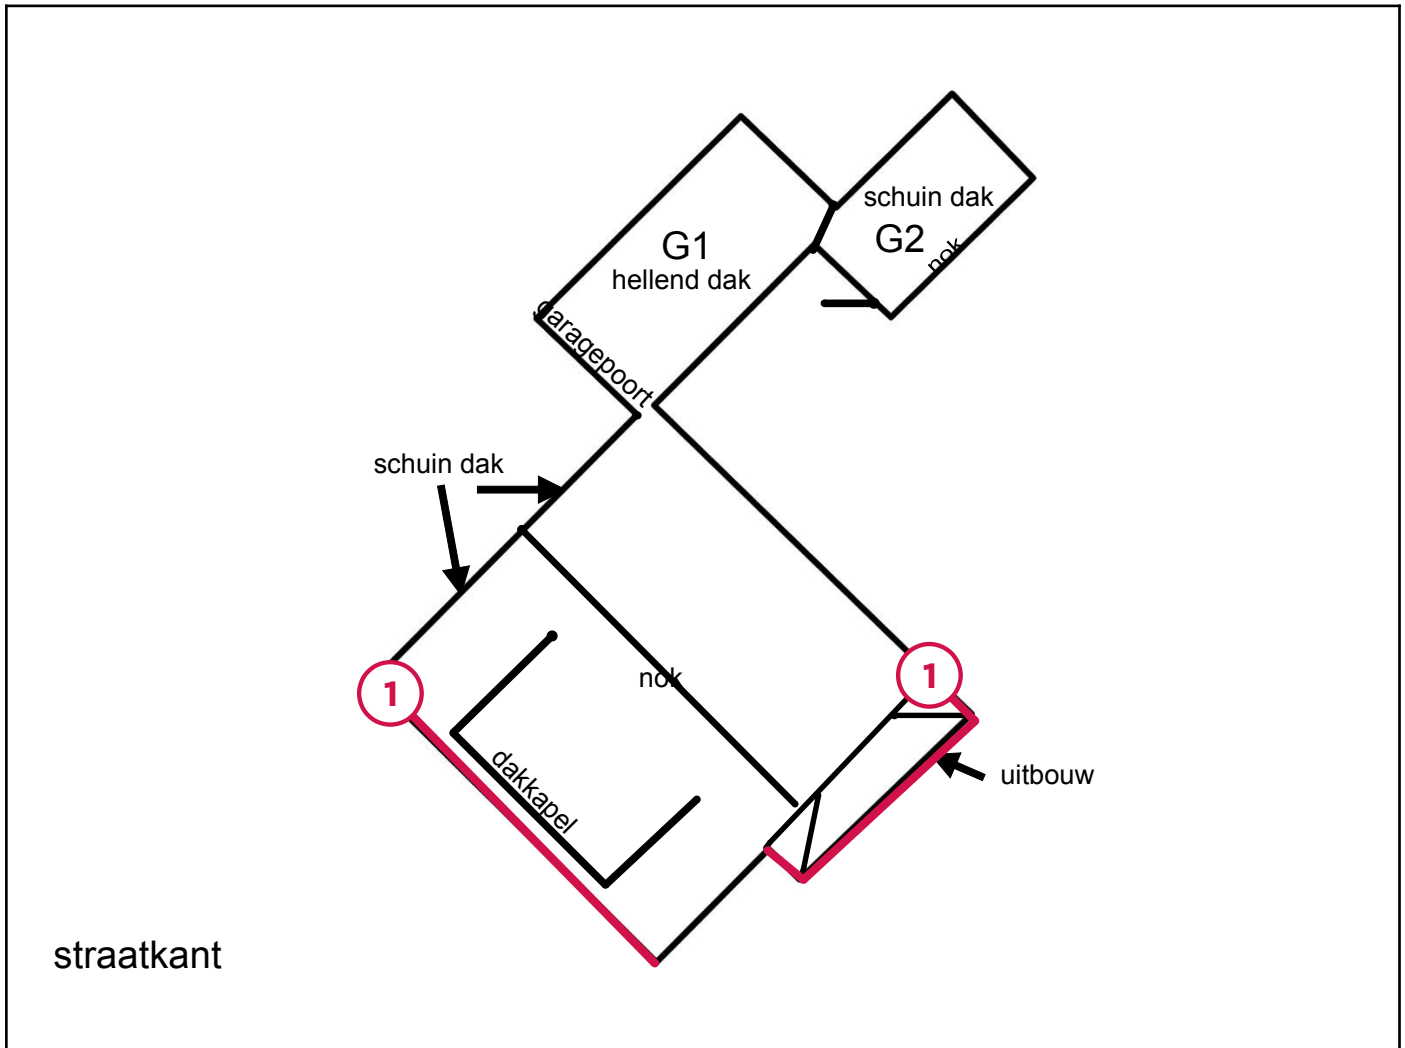 schuin dak
G1
G2
nok
hellend dak
garagepoort
schuin dak
1
nok
1
dakkapel
uitbouw
straatkant